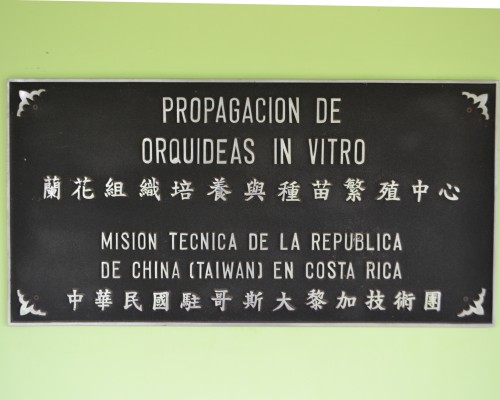 PROPAGACION DE
ORQUIDEAS IN VITRO
蘭花組織培養與種苗繁殖中心
MISION TECNICA DE LA REPUBLICA
DE CHINA (TAIWAN) EN COSTA RICA
中華民國駐哥斯大黎加技術團